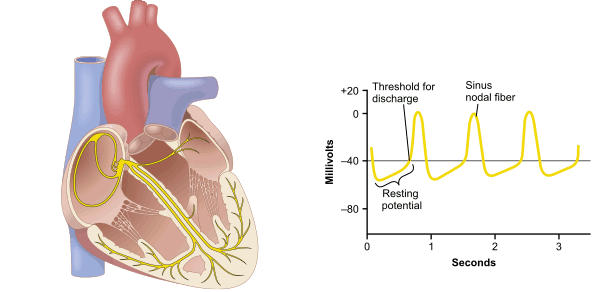 Threshold for
discharge
Sinus
nodal fiber
+20
0
–40
–80
Millivolts
Resting
potential
0
1
2
3
Seconds